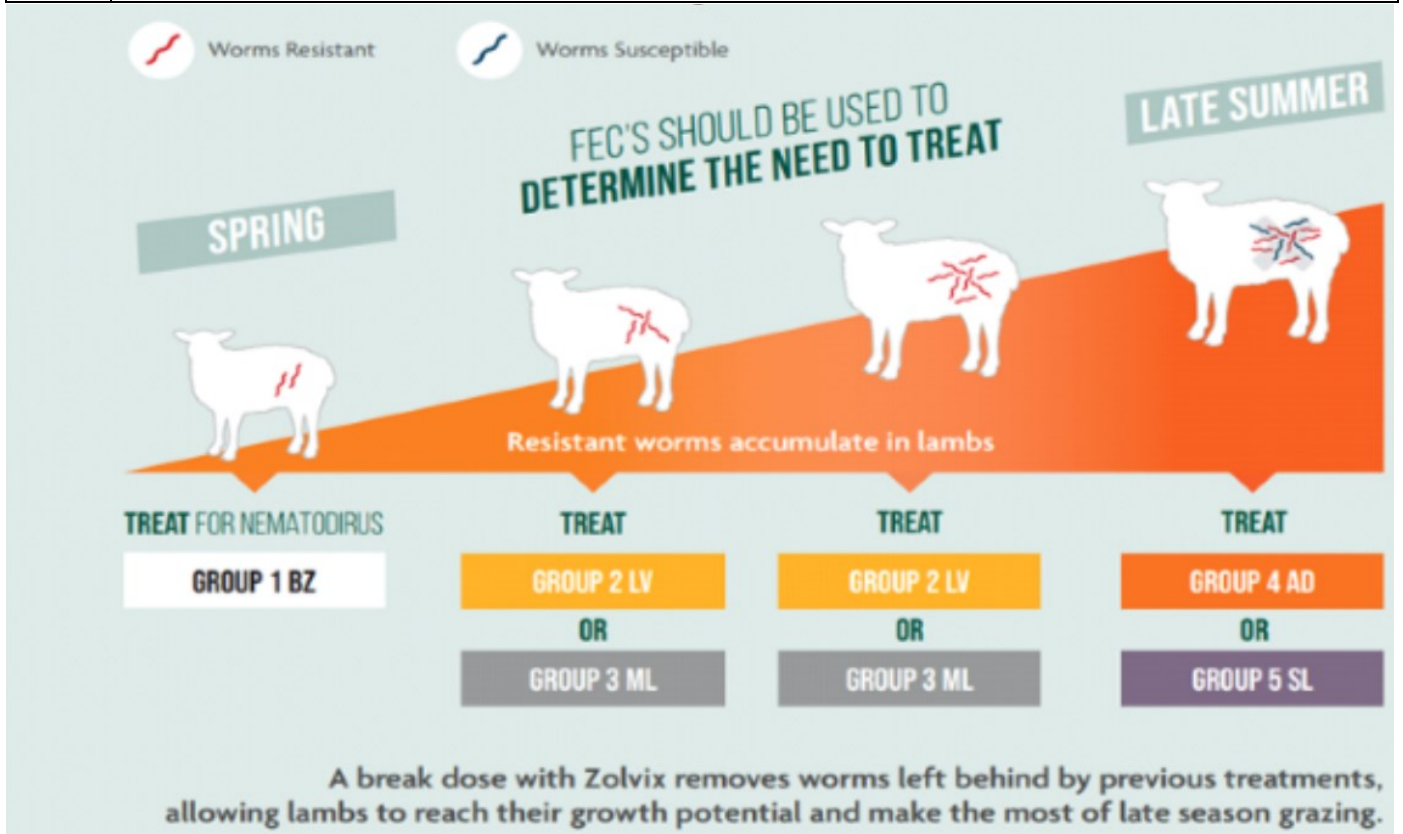 Worms Resistant
Worms Susceptible
FEC'S SHOULD BE USED TO
DETERMINE THE NEED TO TREAT
LATE SUMMER
SPRING
Resistant worms accumulate in lambs
TREAT FOR NEMATODIRUS
TREAT
TREAT
TREAT
GROUP 1 BZ
GROUP 2 LV
GROUP 2 LV
GROUP 4 AD
OR
OR
OR
GROUP 3 ML
GROUP 3 ML
GROUP 5 SL
A break dose with Zolvix removes worms left behind by previous treatments,
allowing lambs to reach their growth potential and make the most of late season grazing.